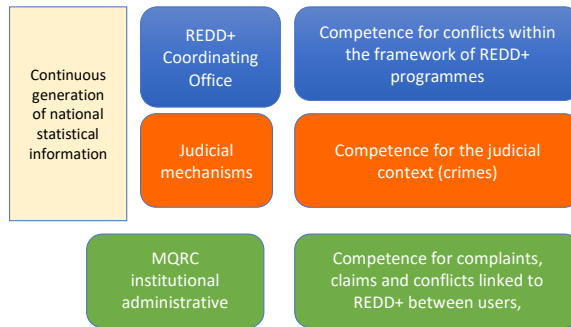 Continuous
generation
of national
statistical
information
REDD+
Coordinating
Office
Competence for conflicts within
the framework of REDD+
programmes
Judicial
mechanisms
Competence for the judicial
context (crimes)
MQRC
institutional
administrative
Competence for complaints,
claims and conflicts linked to
REDD+ between users,